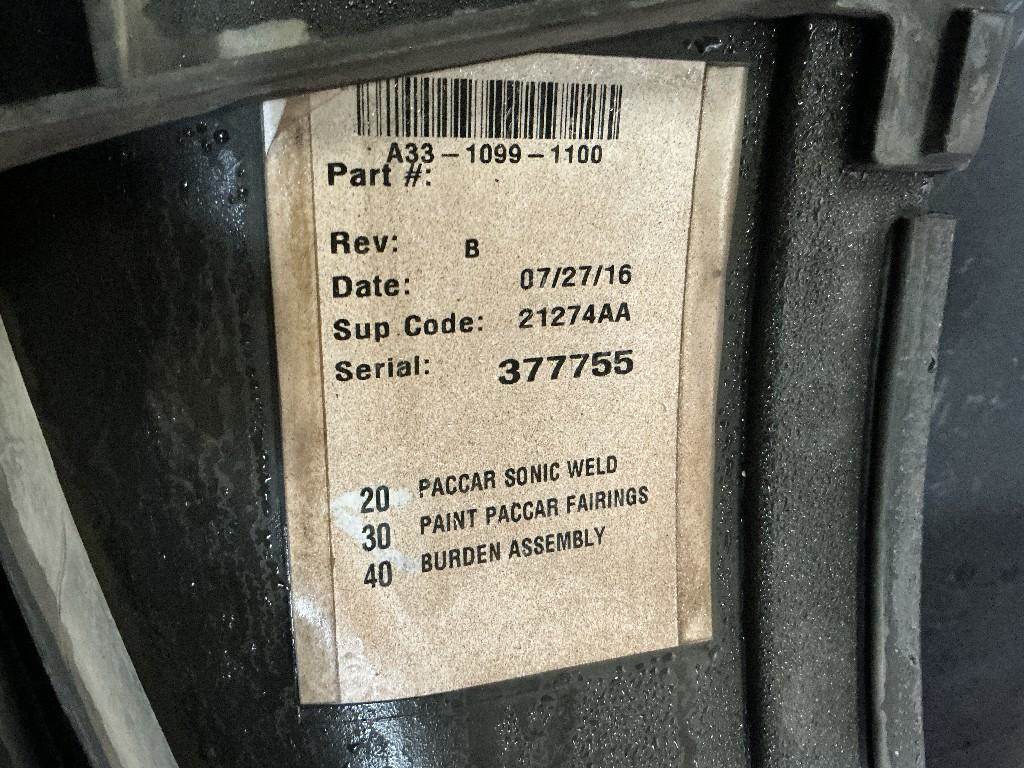 A33-1099-1100
Part #:
Rev: B
Date: 07/27/16
Sup Code: 21274AA
Serial: 377755
20 PACCAR SONIC WELD
30 PAINT PACCAR FAIRINGS
40 BURDEN ASSEMBLY